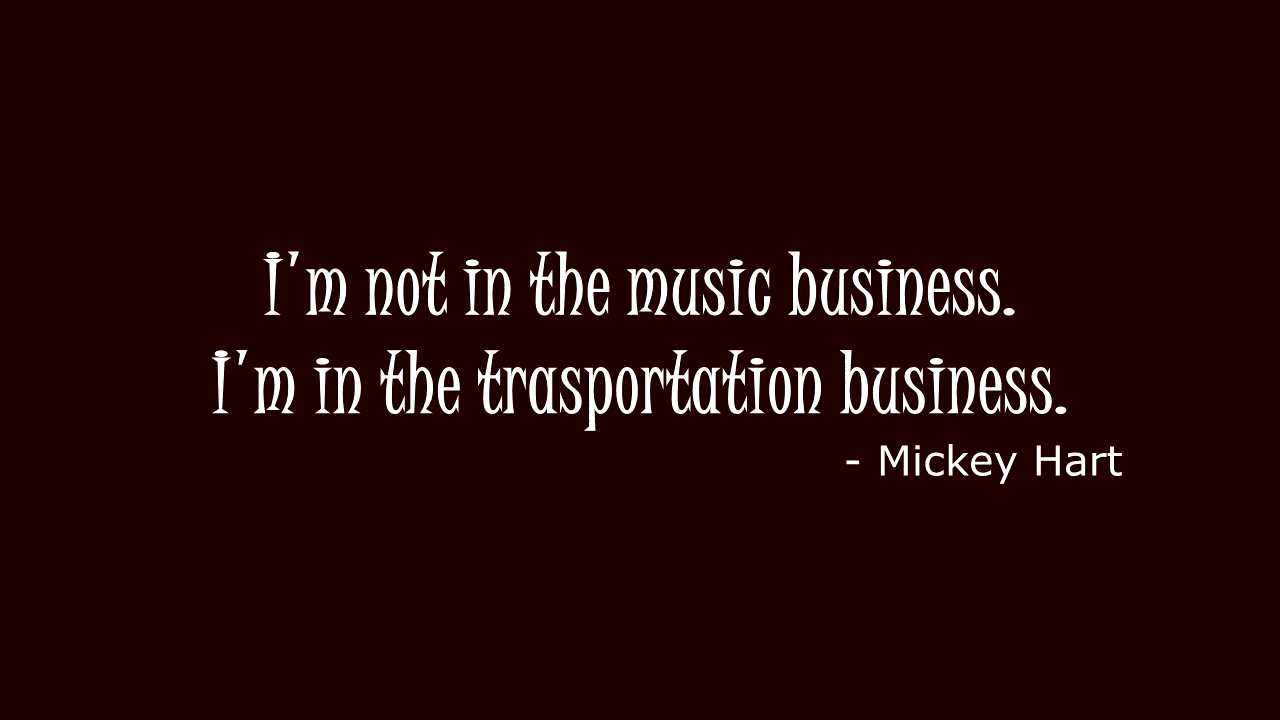 I'm not in the music business.
I'm in the trasportation business.
- Mickey Hart